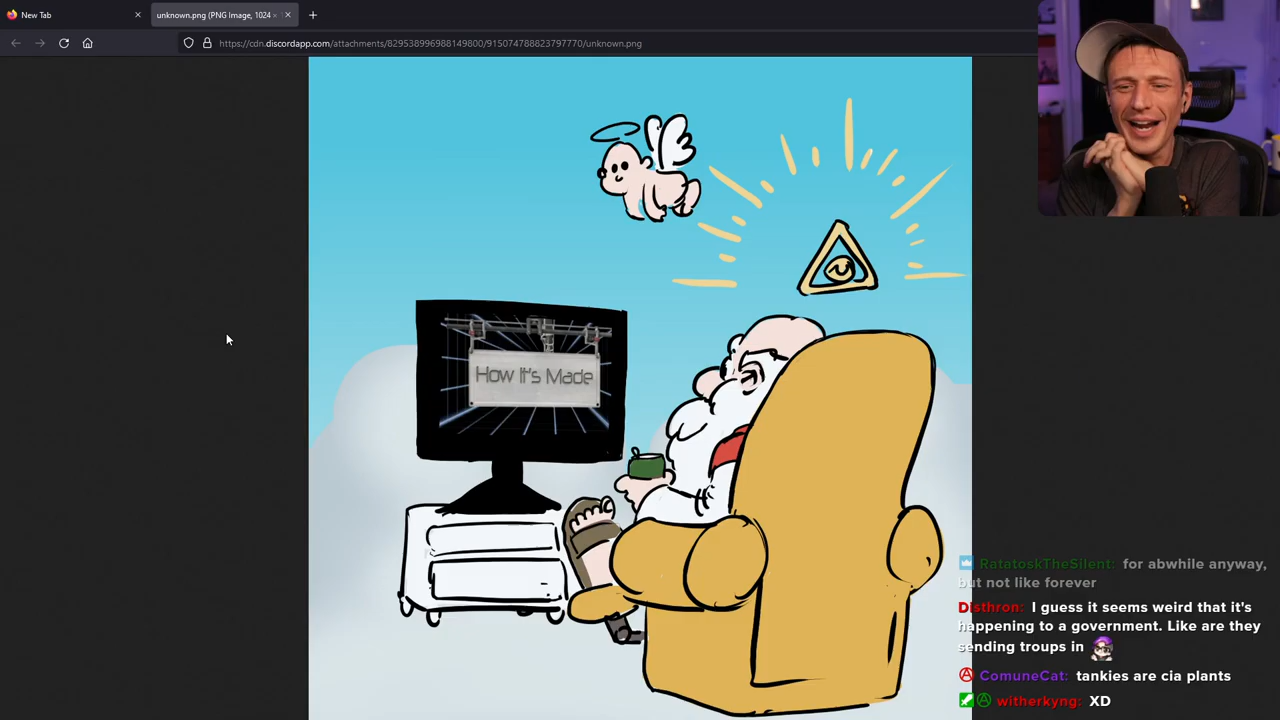 New Tab
unknown.png (PNG Image, 1024 ×
https://cdn.discordapp.com/attachments/829538996988149800/915074788823797770/unknown.png
How It's Made
RatatoskTheSilent: for abwhile anyway,
but not like forever
Disthron: I guess it seems weird that it's
happening to a government. Like are they
sending troups in
ComuneCat: tankies are cia plants
witherkyng: XD